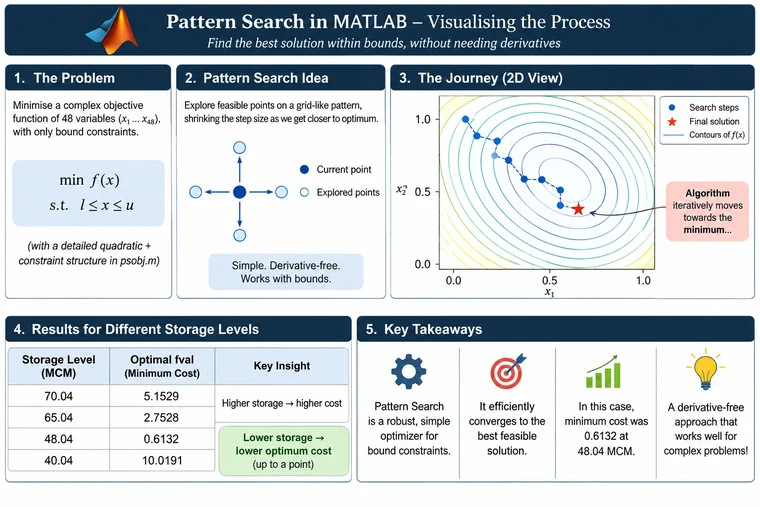 Pattern Search in MATLAB – Visualising the Process
Find the best solution within bounds, without needing derivatives
1. The Problem
Minimise a complex objective
function of 48 variables (x₁ ... x₄₈),
with only bound constraints.
min f(x)
s.t. l ≤ x ≤ u
(with a detailed quadratic +
constraint structure in psobj.m)
2. Pattern Search Idea
Explore feasible points on a grid-like pattern,
shrinking the step size as we get closer to optimum.
Current point
Explored points
Simple. Derivative-free.
Works with bounds.
3. The Journey (2D View)
1.0
0.5
0.0
0.0
0.5
1.0
x₁
Search steps
Final solution
Contours of f(x)
Algorithm
iteratively moves
towards the
minimum...
4. Results for Different Storage Levels
Storage Level
(MCM)
Optimal fval
(Minimum Cost)
Key Insight
70.04 5.1529
65.04 2.7528
48.04 0.6132
40.04 10.0191
Higher storage → higher cost
Lower storage →
lower optimum cost
(up to a point)
5. Key Takeaways
Pattern Search
is a robust, simple
optimizer for
bound constraints.
It efficiently
converges to the
best feasible
solution.
In this case,
minimum cost was
0.6132 at
48.04 MCM.
A derivative-free
approach that
works well for
complex problems!